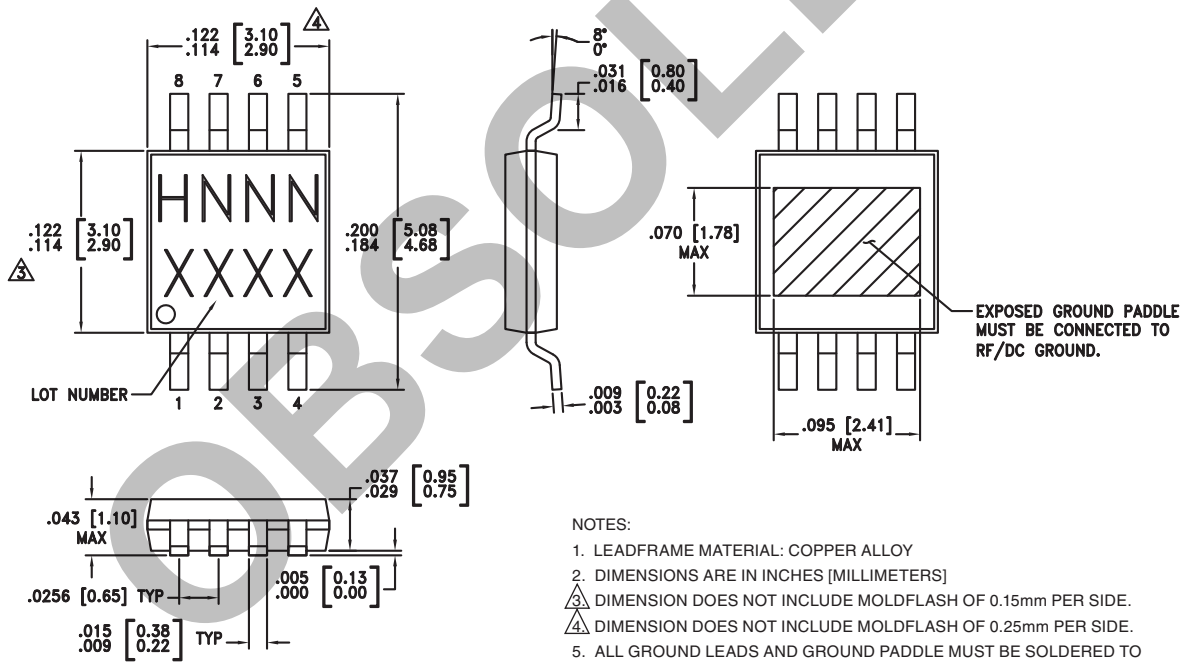 .122 [3.10]
.114 [2.90]
4
8 7 6 5
HNNN
XXXX
.122 [3.10]
.114 [2.90]
3
.200 [5.08]
.184 [4.68]
LOT NUMBER
1 2 3 4
8°
0°
.031 [0.80]
.016 [0.40]
.009 [0.22]
.003 [0.08]
.070 [1.78]
MAX
EXPOSED GROUND PADDLE
MUST BE CONNECTED TO
RF/DC GROUND.
.095 [2.41]
MAX
.043 [1.10]
MAX
.037 [0.95]
.029 [0.75]
.005 [0.13]
.000 [0.00]
.0256 [0.65] TYP
.015 [0.38]
.009 [0.22]
TYP
NOTES:
1. LEADFRAME MATERIAL: COPPER ALLOY
2. DIMENSIONS ARE IN INCHES [MILLIMETERS]
3. DIMENSION DOES NOT INCLUDE MOLDFLASH OF 0.15mm PER SIDE.
4. DIMENSION DOES NOT INCLUDE MOLDFLASH OF 0.25mm PER SIDE.
5. ALL GROUND LEADS AND GROUND PADDLE MUST BE SOLDERED TO
OBSOL